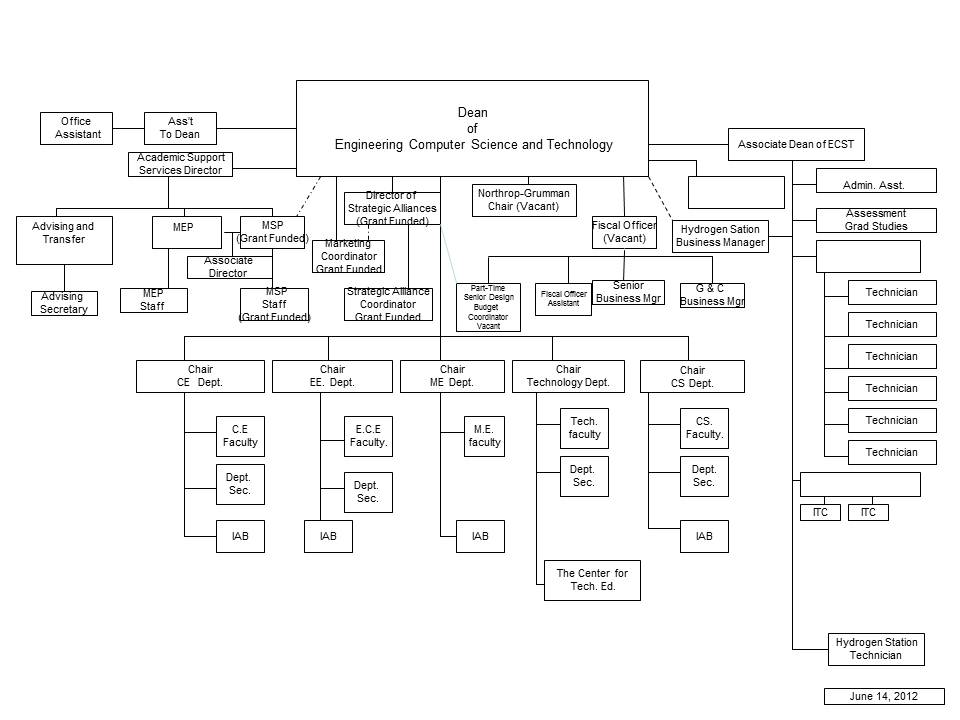 Dean
of
Engineering Computer Science and Technology
Office
Assistant
Ass't
To Dean
Associate Dean of ECST
Academic Support
Services Director
Admin. Asst.
Director of
Strategic Alliances
(Grant Funded)
Northrop-Grumman
Chair (Vacant)
Assessment
Grad Studies
Advising and
Transfer
MEP
MSP
(Grant Funded)
Fiscal Officer
(Vacant)
Hydrogen Sation
Business Manager
Marketing
Coordinator
Grant Funded
Associate
Director
Advising
Secretary
MEP
Staff
MSP
Staff
(Grant Funded)
Strategic Alliance
Coordinator
Grant Funded
Part-Time
Senior Design
Budget
Coordinator
Vacant
Fiscal Officer
Assistant
Senior
Business Mgr
G & C
Business Mgr
Technician
Technician
Technician
Technician
Technician
Technician
Chair
CE Dept.
Chair
EE. Dept.
Chair
ME Dept.
Chair
Technology Dept.
Chair
CS Dept.
C.E
Faculty
E.C.E
Faculty.
M.E.
faculty
Tech.
faculty
CS.
Faculty.
Dept.
Sec.
Dept.
Sec.
Dept.
Sec.
Dept.
Sec.
ITC
ITC
IAB
IAB
IAB
IAB
The Center for
Tech. Ed.
Hydrogen Station
Technician
June 14, 2012